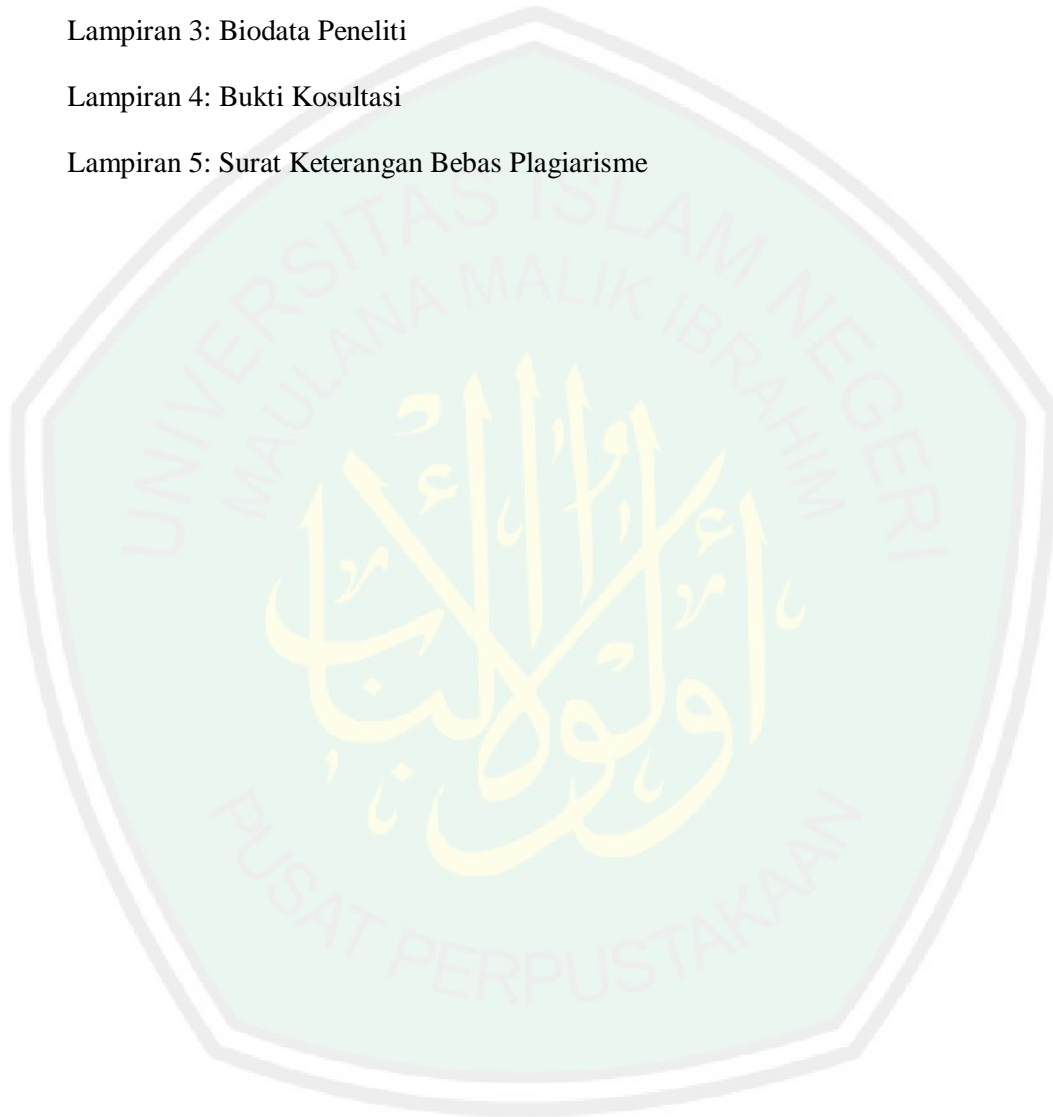 Lampiran 3: Biodata Peneliti
Lampiran 4: Bukti Kosultasi
Lampiran 5: Surat Keterangan Bebas Plagiarisme
UNIVERSITAS ISLAM NEGERI
MAULANA MALIK IBRAHIM
أولوا الألباب
PUSAT PERPUSTAKAAN